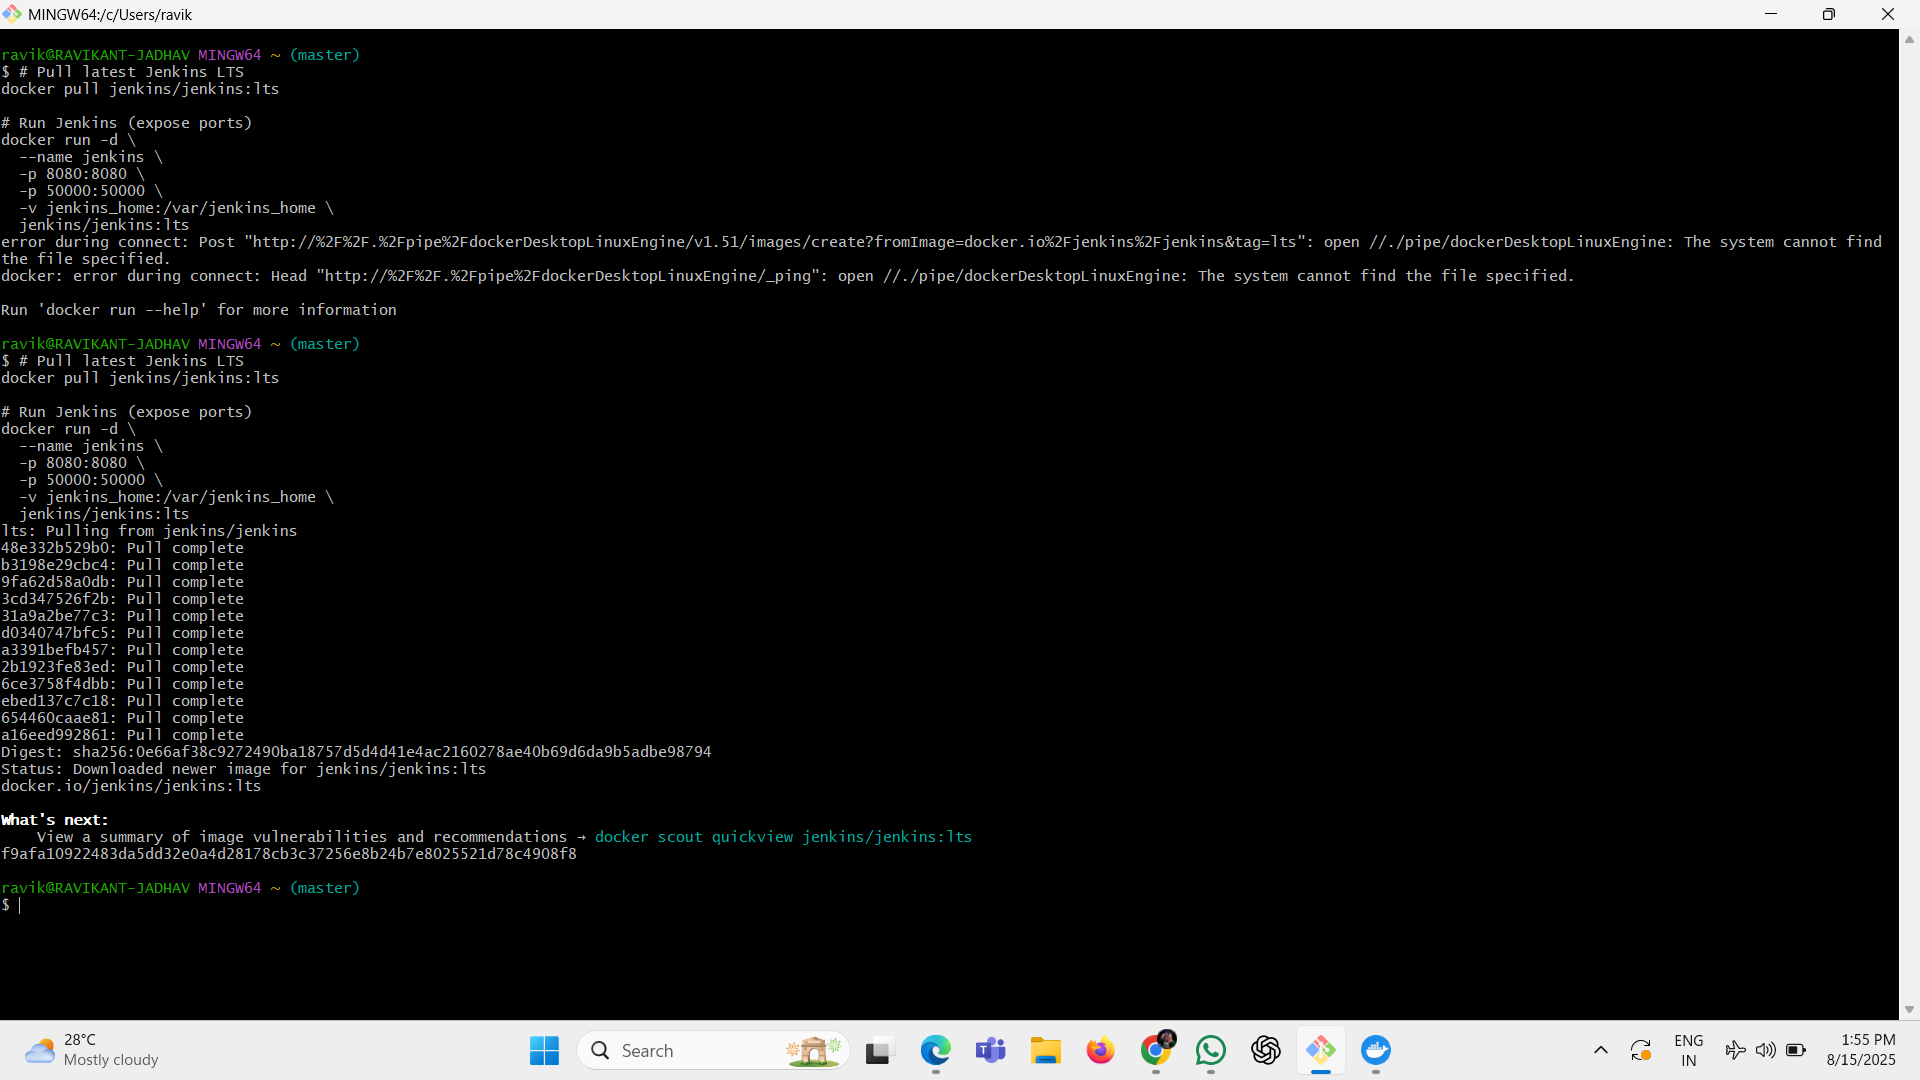 MINGW64:/c/Users/ravik
ravik@RAVIKANT-JADHAV MINGW64 ~ (master)
$ # Pull latest Jenkins LTS
docker pull jenkins/jenkins:lts
# Run Jenkins (expose ports)
docker run -d \
  --name jenkins \
  -p 8080:8080 \
  -p 50000:50000 \
  -v jenkins_home:/var/jenkins_home \
  jenkins/jenkins:lts
error during connect: Post "http://%2F%2F.%2Fpipe%2FdockerDesktopLinuxEngine/v1.51/images/create?fromImage=docker.io%2Fjenkins%2Fjenkins&tag=lts": open //./pipe/dockerDesktopLinuxEngine: The system cannot find
the file specified.
docker: error during connect: Head "http://%2F%2F.%2Fpipe%2FdockerDesktopLinuxEngine/_ping": open //./pipe/dockerDesktopLinuxEngine: The system cannot find the file specified.
Run 'docker run --help' for more information
ravik@RAVIKANT-JADHAV MINGW64 ~ (master)
$ # Pull latest Jenkins LTS
docker pull jenkins/jenkins:lts
# Run Jenkins (expose ports)
docker run -d \
  --name jenkins \
  -p 8080:8080 \
  -p 50000:50000 \
  -v jenkins_home:/var/jenkins_home \
  jenkins/jenkins:lts
lts: Pulling from jenkins/jenkins
48e332b529b0: Pull complete
b3198e29cbc4: Pull complete
9fa62d58a0db: Pull complete
3cd347526f2b: Pull complete
31a9a2be77c3: Pull complete
d0340747bfc5: Pull complete
a3391befb457: Pull complete
2b1923fe83ed: Pull complete
6ce3758f4dbb: Pull complete
ebed137c7c18: Pull complete
654460caae81: Pull complete
a16eed992861: Pull complete
Digest: sha256:0e66af38c9272490ba18757d5d4d41e4ac2160278ae40b69d6da9b5adbe98794
Status: Downloaded newer image for jenkins/jenkins:lts
docker.io/jenkins/jenkins:lts
What's next:
    View a summary of image vulnerabilities and recommendations → docker scout quickview jenkins/jenkins:lts
f9afa10922483da5dd32e0a4d28178cb3c37256e8b24b7e8025521d78c4908f8
ravik@RAVIKANT-JADHAV MINGW64 ~ (master)
$
28°C
Mostly cloudy
Search
ENG
IN
1:55 PM
8/15/2025